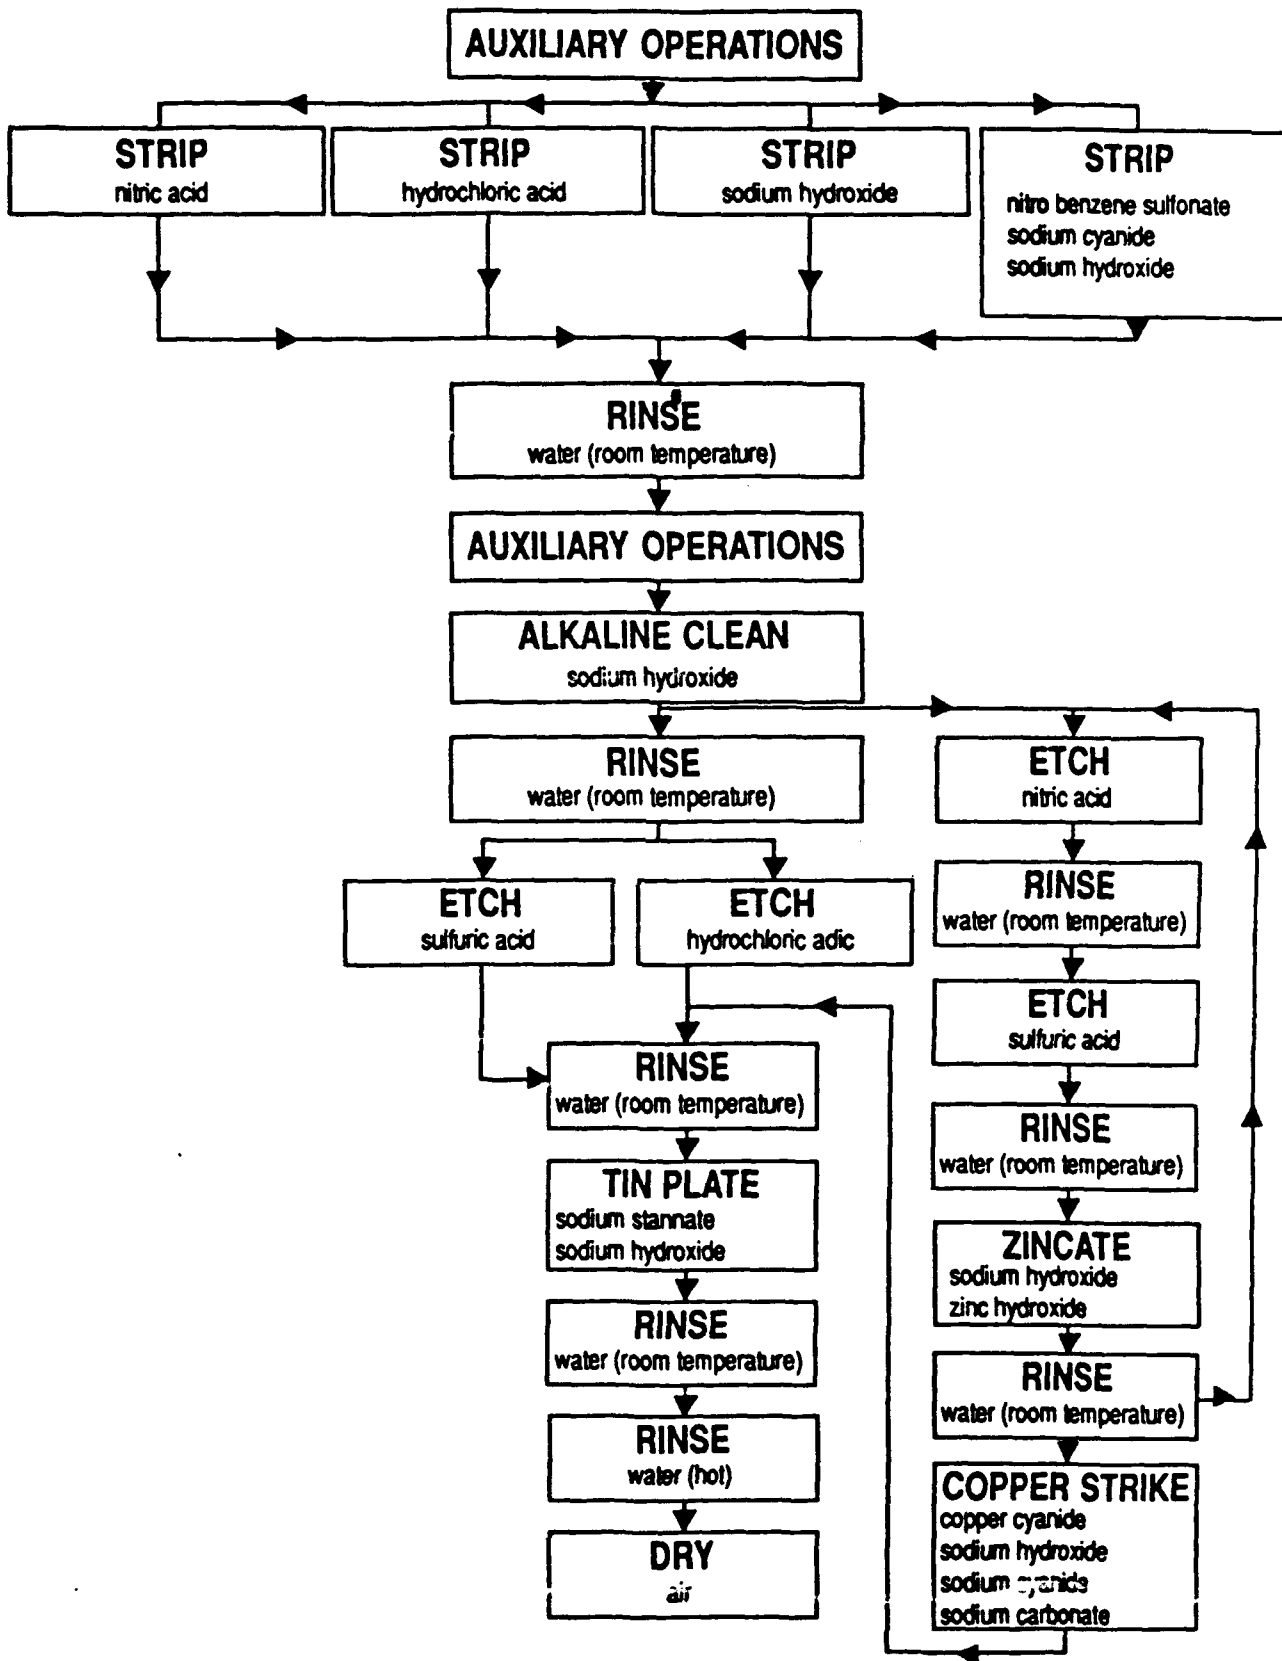 AUXILIARY OPERATIONS
STRIP
nitric acid
STRIP
hydrochloric acid
STRIP
sodium hydroxide
STRIP
nitro benzene sulfonate
sodium cyanide
sodium hydroxide
RINSE
water (room temperature)
AUXILIARY OPERATIONS
ALKALINE CLEAN
sodium hydroxide
RINSE
water (room temperature)
ETCH
sulfuric acid
ETCH
hydrochloric adic
RINSE
water (room temperature)
TIN PLATE
sodium stannate
sodium hydroxide
RINSE
water (room temperature)
RINSE
water (hot)
DRY
air
ETCH
nitric acid
RINSE
water (room temperature)
ETCH
sulfuric acid
RINSE
water (room temperature)
ZINCATE
sodium hydroxide
zinc hydroxide
RINSE
water (room temperature)
COPPER STRIKE
copper cyanide
sodium hydroxide
sodium cyanide
sodium carbonate